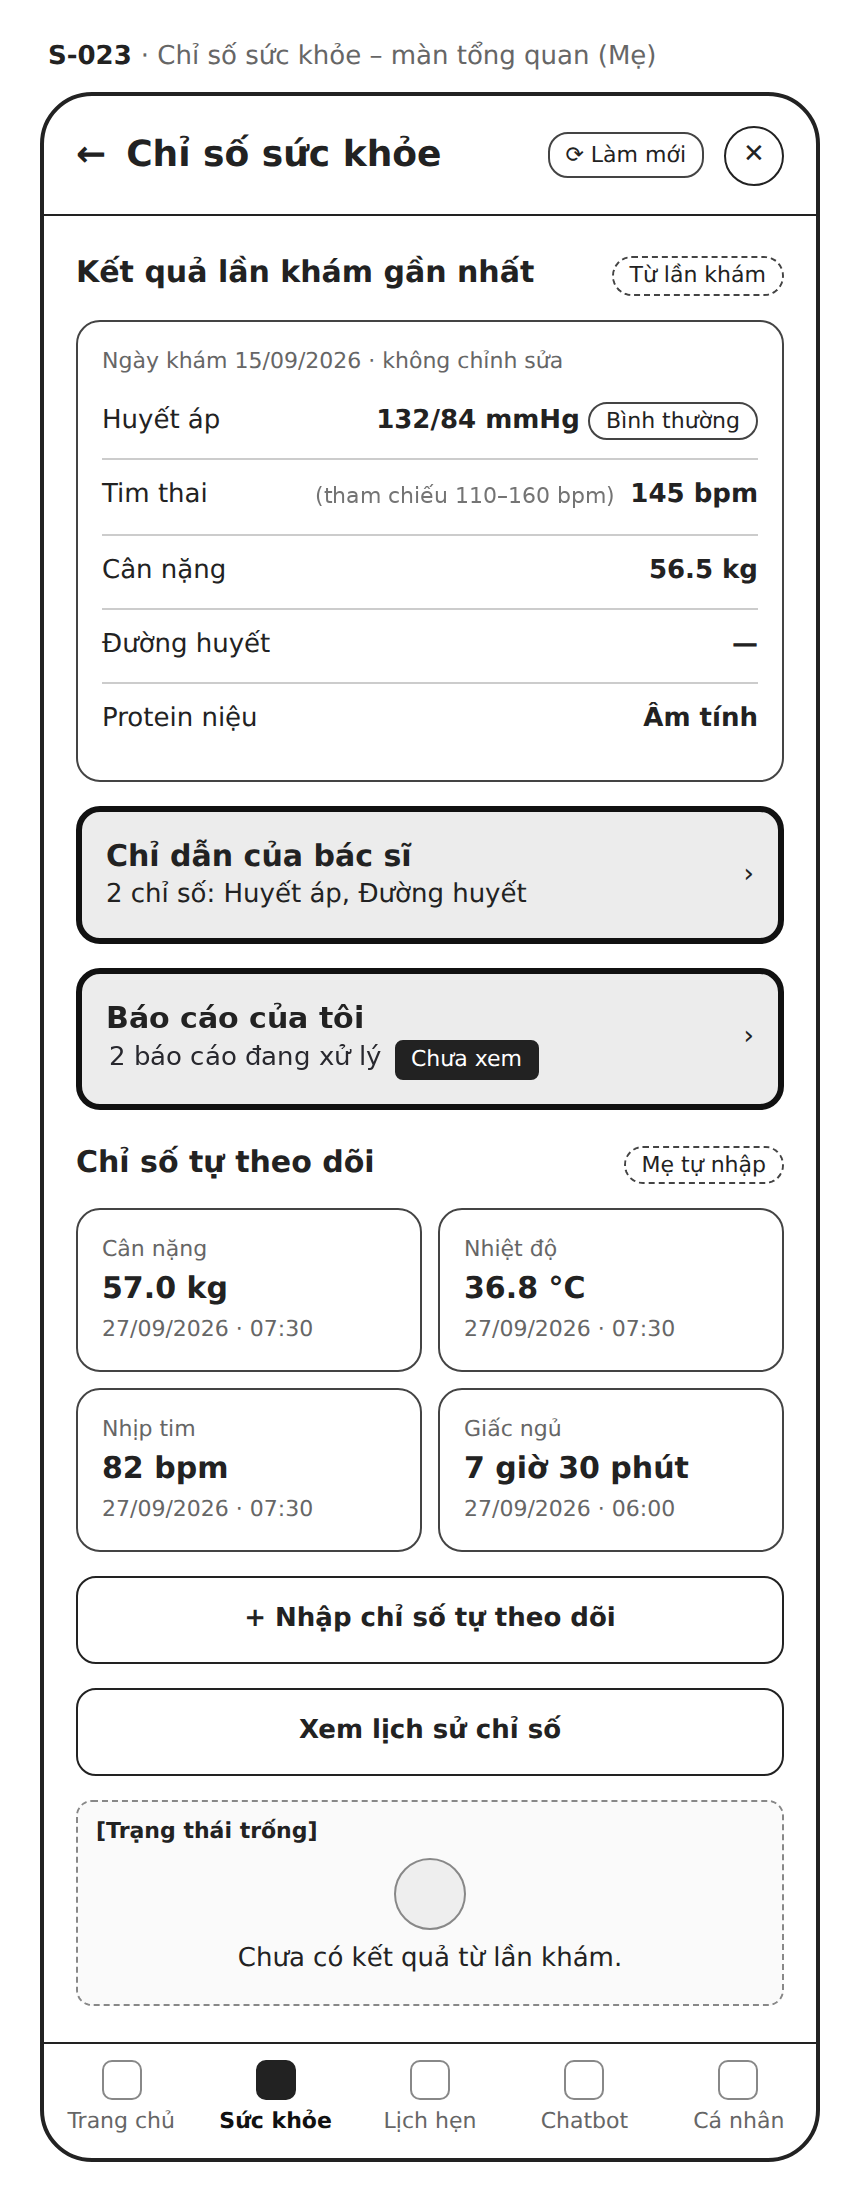 S-023 · Chỉ số sức khỏe – màn tổng quan (Mẹ)
← Chỉ số sức khỏe ⟳ Làm mới ✕
Kết quả lần khám gần nhất Từ lần khám
Ngày khám 15/09/2026 · không chỉnh sửa
Huyết áp 132/84 mmHg Bình thường
Tim thai (tham chiếu 110–160 bpm) 145 bpm
Cân nặng 56.5 kg
Đường huyết —
Protein niệu Âm tính
Chỉ dẫn của bác sĩ
2 chỉ số: Huyết áp, Đường huyết ›
Báo cáo của tôi
2 báo cáo đang xử lý Chưa xem ›
Chỉ số tự theo dõi Mẹ tự nhập
Cân nặng
57.0 kg
27/09/2026 · 07:30
Nhiệt độ
36.8 °C
27/09/2026 · 07:30
Nhịp tim
82 bpm
27/09/2026 · 07:30
Giấc ngủ
7 giờ 30 phút
27/09/2026 · 06:00
+ Nhập chỉ số tự theo dõi
Xem lịch sử chỉ số
[Trạng thái trống]
Chưa có kết quả từ lần khám.
Trang chủ Sức khỏe Lịch hẹn Chatbot Cá nhân